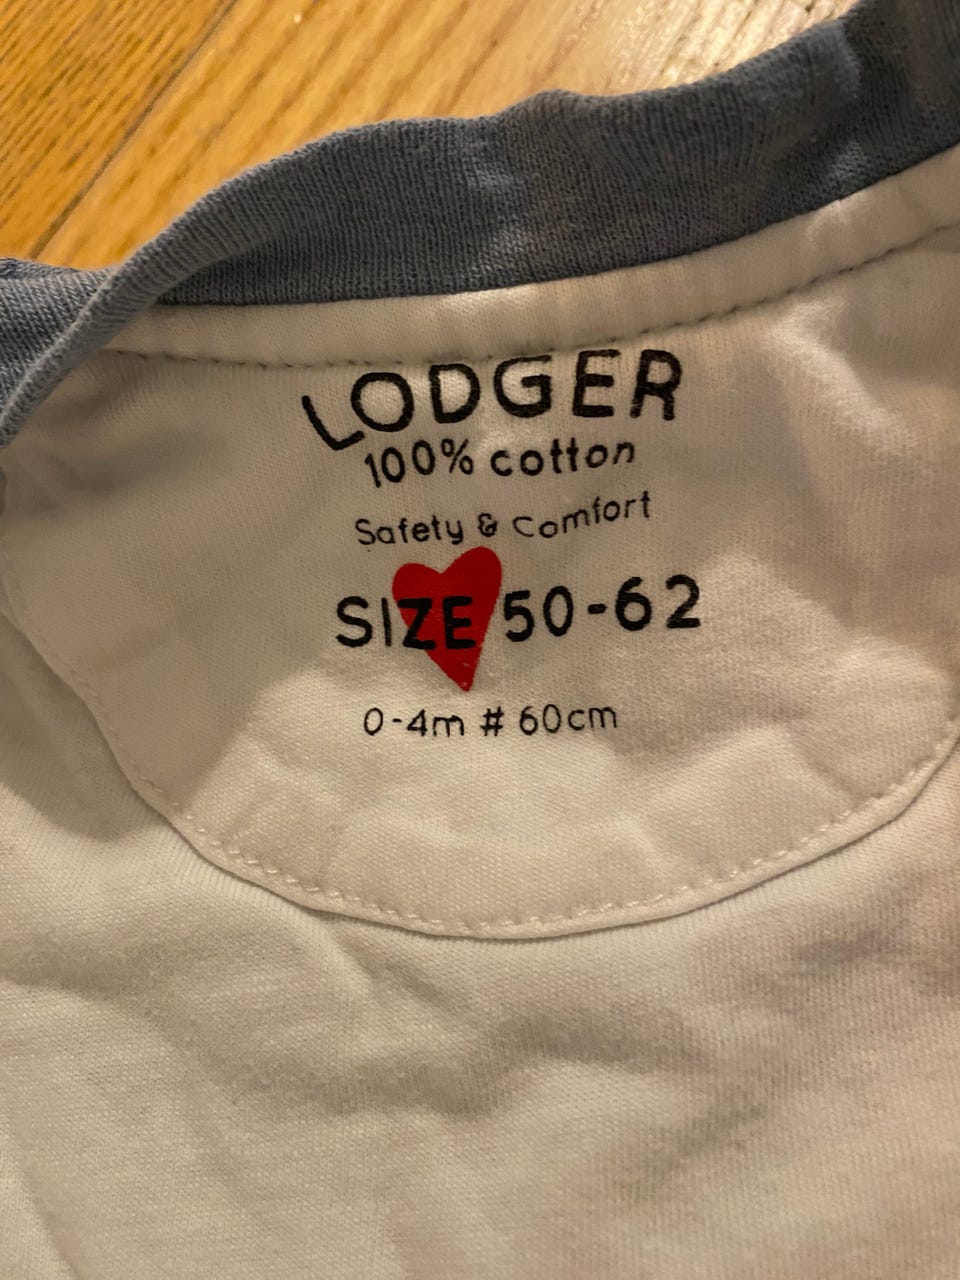 LODGER
100% cotton
Safety & Comfort
SIZE 50-62
0-4m # 60cm